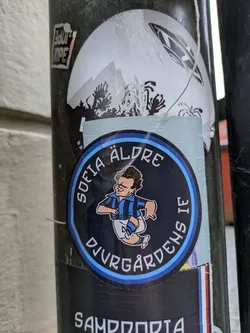 SOFIA ÄLDRE
DJURGÅRDENS IF
SAMPDORIA